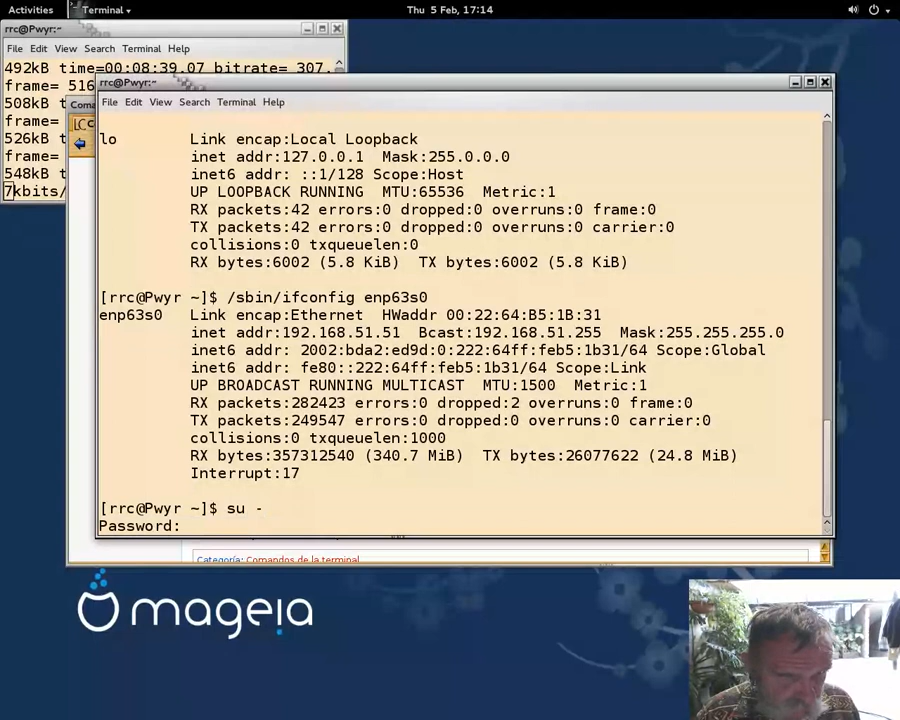 Activities
Terminal
Thu 5 Feb, 17:14
rrc@Pwyr:~
File Edit View Search Terminal Help
492kB time=00:08:39.07 bitrate= 307.
frame= 516
508kB t
frame=
526kB t
frame=
548kB t
7kbits/
Coma
rrc@Pwyr:~
File Edit View Search Terminal Help
lo Link encap:Local Loopback
inet addr:127.0.0.1 Mask:255.0.0.0
inet6 addr: ::1/128 Scope:Host
UP LOOPBACK RUNNING MTU:65536 Metric:1
RX packets:42 errors:0 dropped:0 overruns:0 frame:0
TX packets:42 errors:0 dropped:0 overruns:0 carrier:0
collisions:0 txqueuelen:0
RX bytes:6002 (5.8 KiB) TX bytes:6002 (5.8 KiB)
[rrc@Pwyr ~]$ /sbin/ifconfig enp63s0
enp63s0 Link encap:Ethernet HWaddr 00:22:64:B5:1B:31
inet addr:192.168.51.51 Bcast:192.168.51.255 Mask:255.255.255.0
inet6 addr: 2002:bda2:ed9d:0:222:64ff:feb5:1b31/64 Scope:Global
inet6 addr: fe80::222:64ff:feb5:1b31/64 Scope:Link
UP BROADCAST RUNNING MULTICAST MTU:1500 Metric:1
RX packets:282423 errors:0 dropped:2 overruns:0 frame:0
TX packets:249547 errors:0 dropped:0 overruns:0 carrier:0
collisions:0 txqueuelen:1000
RX bytes:357312540 (340.7 MiB) TX bytes:26077622 (24.8 MiB)
Interrupt:17
[rrc@Pwyr ~]$ su -
Password:
Categoría: Comandos de la terminal
mageia